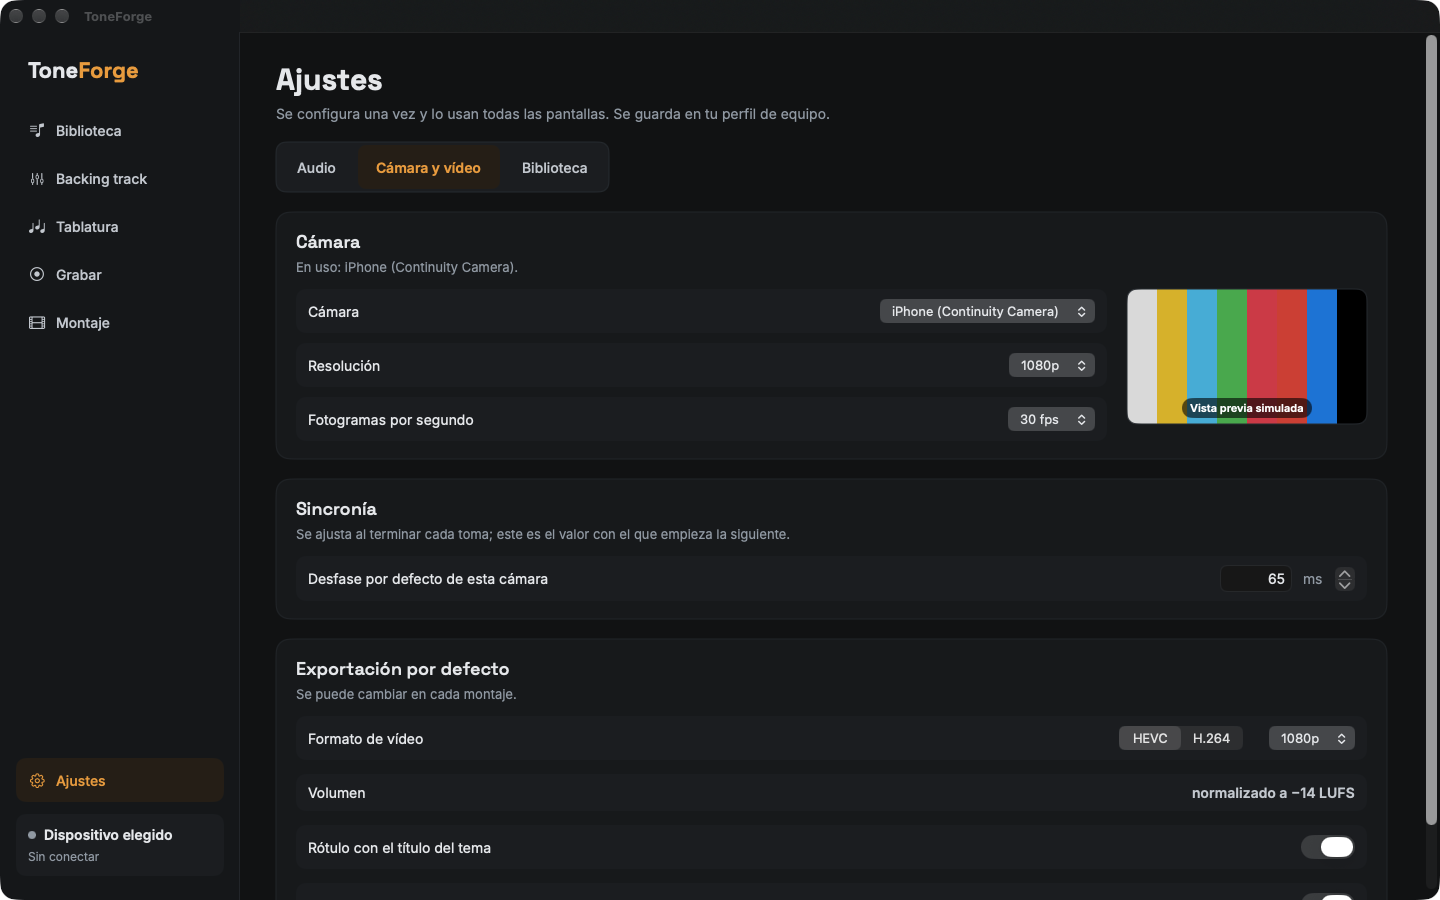 ToneForge
ToneForge
Biblioteca
Backing track
Tablatura
Grabar
Montaje
Ajustes
Dispositivo elegido
Sin conectar
Ajustes
Se configura una vez y lo usan todas las pantallas. Se guarda en tu perfil de equipo.
Audio
Cámara y vídeo
Biblioteca
Cámara
En uso: iPhone (Continuity Camera).
Cámara
iPhone (Continuity Camera)
Resolución
1080p
Fotogramas por segundo
30 fps
Vista previa simulada
Sincronía
Se ajusta al terminar cada toma; este es el valor con el que empieza la siguiente.
Desfase por defecto de esta cámara
65 ms
Exportación por defecto
Se puede cambiar en cada montaje.
Formato de vídeo
HEVC
H.264
1080p
Volumen
normalizado a −14 LUFS
Rótulo con el título del tema